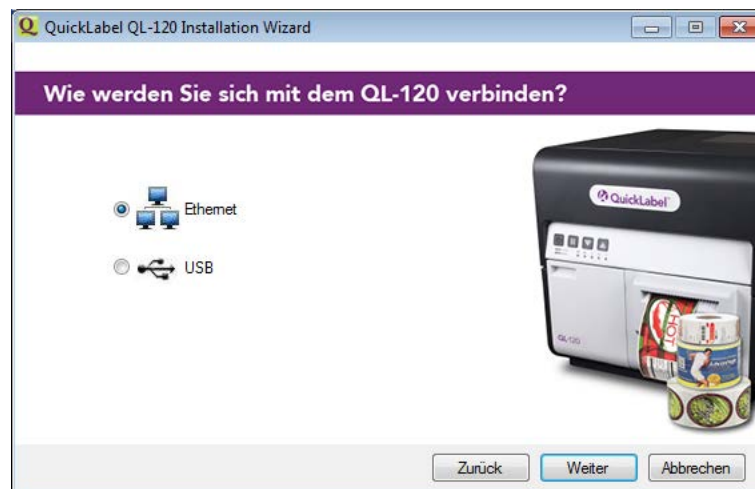 QuickLabel QL-120 Installation Wizard
Wie werden Sie sich mit dem QL-120 verbinden?
Ethernet
USB
QuickLabel
QL-120
HOT
Zurück
Weiter
Abbrechen